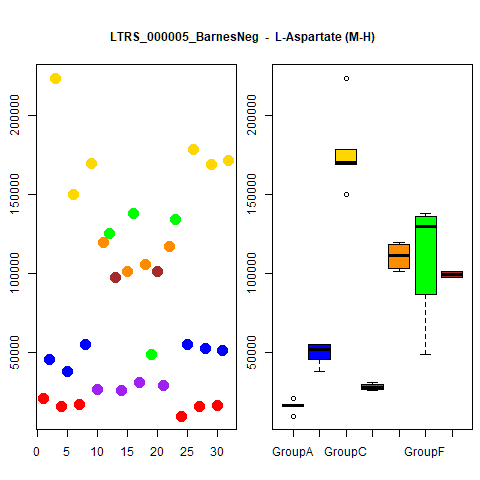 LTRS_000005_BarnesNeg - L-Aspartate (M-H)
200000
150000
100000
50000
0 5 10 15 20 25 30
200000
150000
100000
50000
GroupA GroupC GroupF